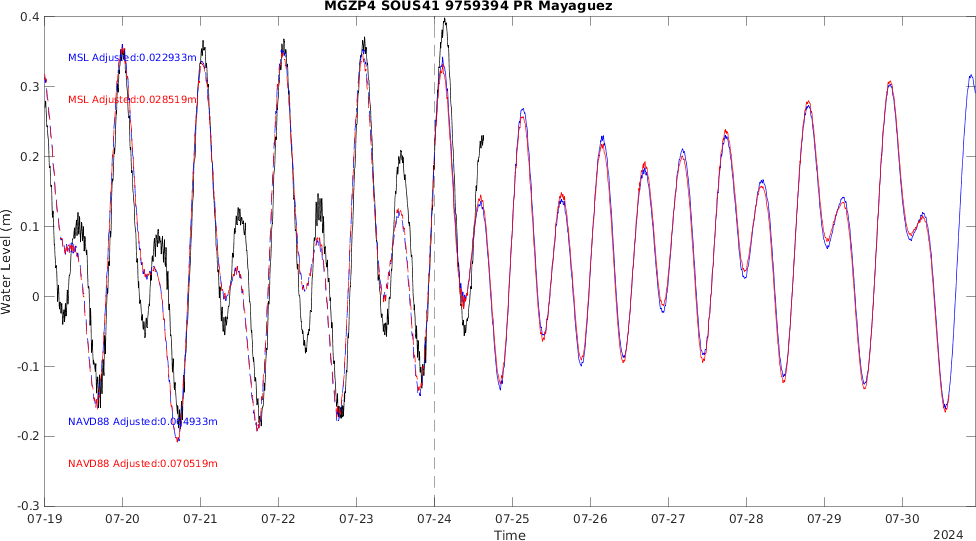 MGZP4 SOUS41 9759394 PR Mayaguez
0.4
MSL Adjusted:0.022933m
0.3
MSL Adjusted:0.028519m
0.2
0.1
Water Level (m)
0
-0.1
-0.2
NAVD88 Adjusted:0.064933m
NAVD88 Adjusted:0.070519m
-0.3
07-19 07-20 07-21 07-22 07-23 07-24 07-25 07-26 07-27 07-28 07-29 07-30
Time
2024